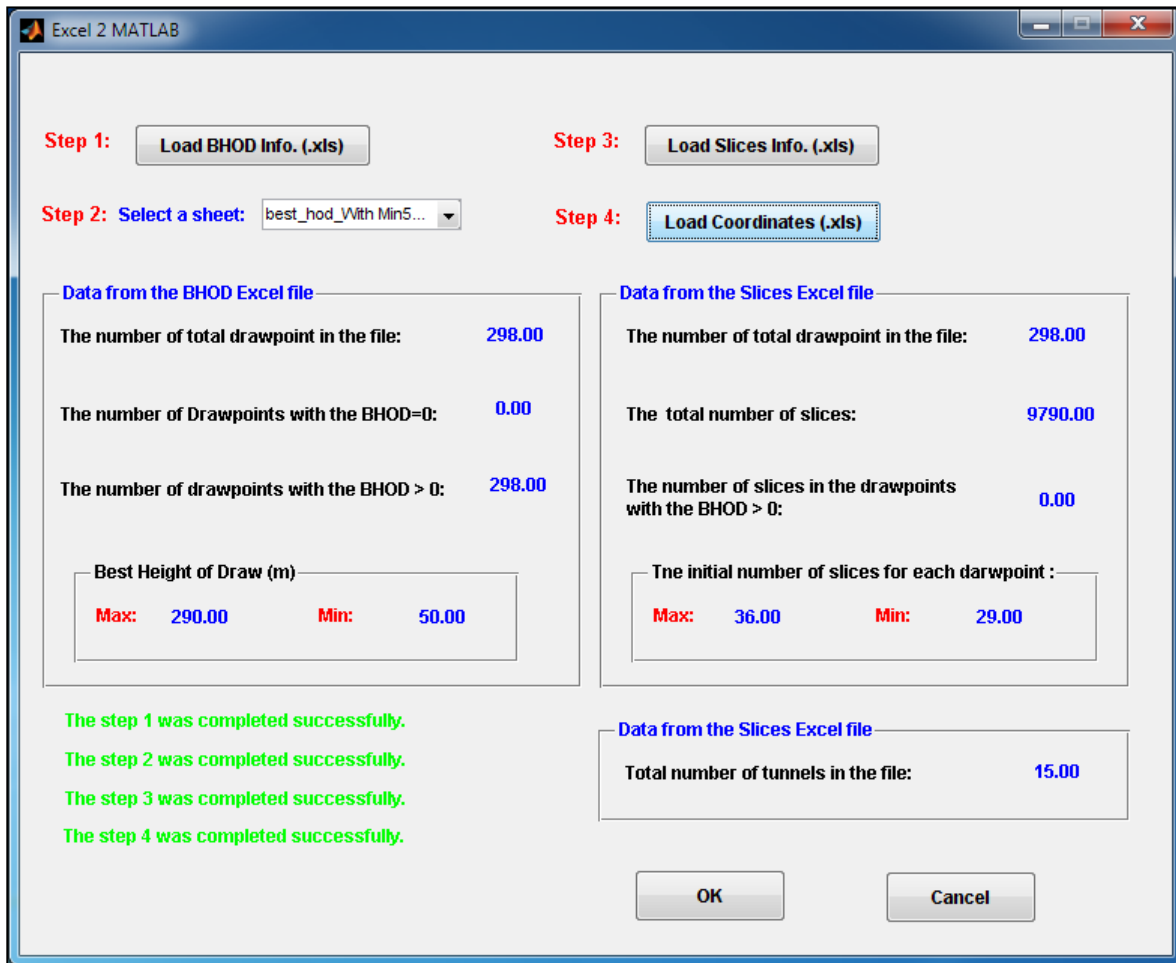 Excel 2 MATLAB
Step 1: Load BHOD Info. (.xls)
Step 3: Load Slices Info. (.xls)
Step 2: Select a sheet: best_hod_With Min5...
Step 4: Load Coordinates (.xls)
Data from the BHOD Excel file
The number of total drawpoint in the file: 298.00
The number of Drawpoints with the BHOD=0: 0.00
The number of drawpoints with the BHOD > 0: 298.00
Best Height of Draw (m)
Max: 290.00 Min: 50.00
Data from the Slices Excel file
The number of total drawpoint in the file: 298.00
The total number of slices: 9790.00
The number of slices in the drawpoints
with the BHOD > 0: 0.00
Tne initial number of slices for each darwpoint :
Max: 36.00 Min: 29.00
The step 1 was completed successfully.
The step 2 was completed successfully.
The step 3 was completed successfully.
The step 4 was completed successfully.
Data from the Slices Excel file
Total number of tunnels in the file: 15.00
OK
Cancel